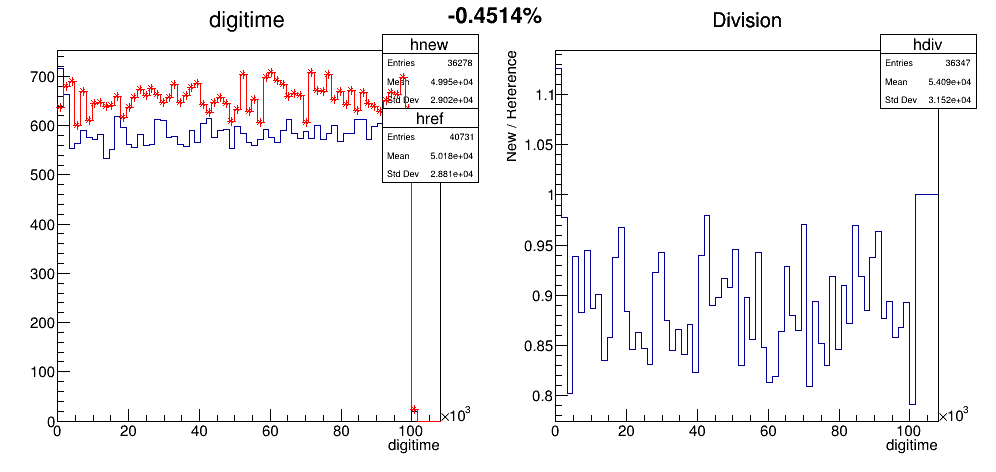 -0.4514%
digitime
hnew
Entries 36278
Mean 4.995e+04
Std Dev 2.902e+04
href
Entries 40731
Mean 5.018e+04
Std Dev 2.881e+04
700
600
500
400
300
200
100
0
0 20 40 60 80 100
×10³
digitime
Division
hdiv
Entries 36347
Mean 5.409e+04
Std Dev 3.152e+04
New / Reference
1.1
1.05
1
0.95
0.9
0.85
0.8
0 20 40 60 80 100
×10³
digitime